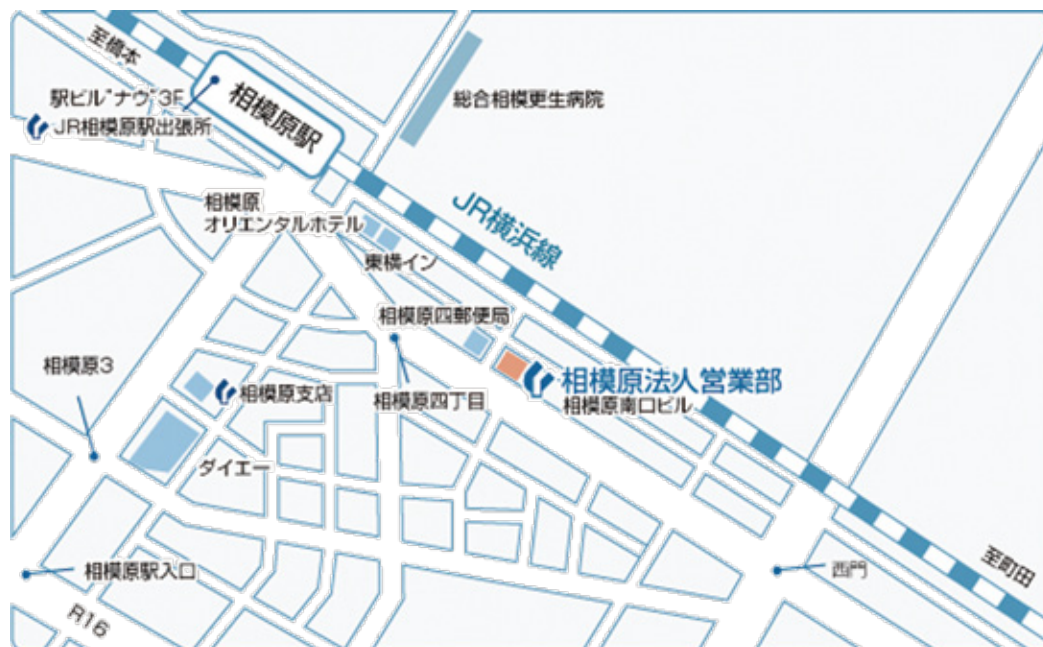 至橋本
駅ビル"ナウ"3F
JR相模原駅出張所
相模原駅
総合相模更生病院
相模原
オリエンタルホテル
JR横浜線
東横イン
相模原四郵便局
相模原3
相模原支店
相模原四丁目
相模原法人営業部
相模原南口ビル
ダイエー
相模原駅入口
西門
至町田
R16